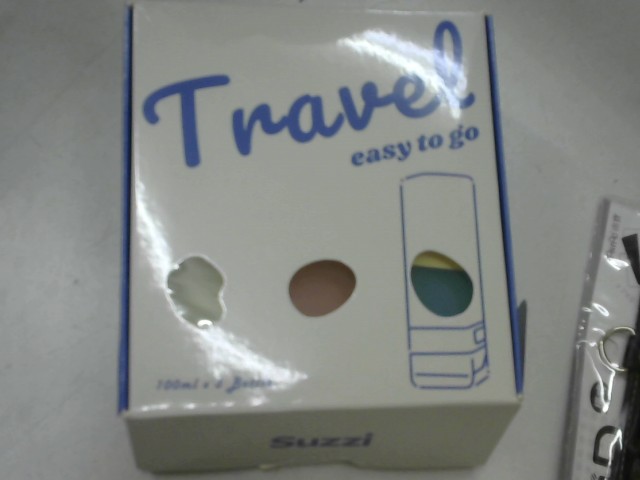 Travel
easy to go
100ml x 4 Bottles
Suzzi